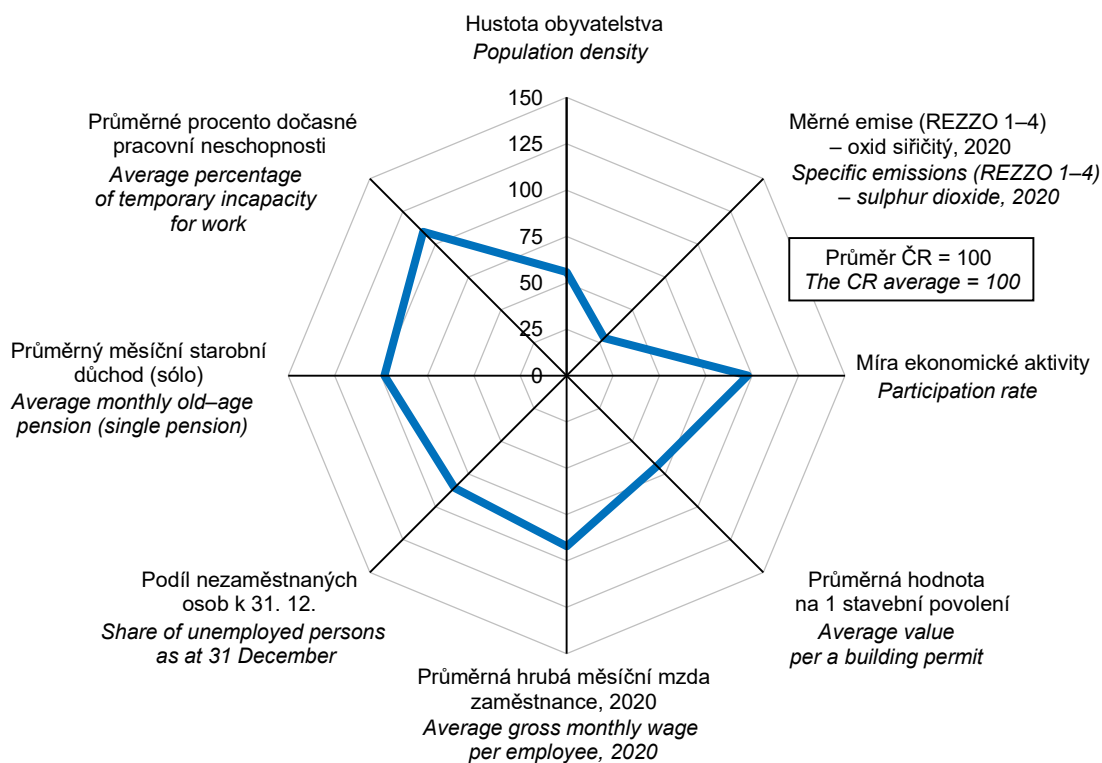 Hustota obyvatelstva
Population density
Průměrné procento dočasné
pracovní neschopnosti
Average percentage
of temporary incapacity
for work
Měrné emise (REZZO 1–4)
– oxid siřičitý, 2020
Specific emissions (REZZO 1–4)
– sulphur dioxide, 2020
Průměr ČR = 100
The CR average = 100
150
125
100
75
50
25
0
Průměrný měsíční starobní
důchod (sólo)
Average monthly old–age
pension (single pension)
Míra ekonomické aktivity
Participation rate
Podíl nezaměstnaných
osob k 31. 12.
Share of unemployed persons
as at 31 December
Průměrná hodnota
na 1 stavební povolení
Average value
per a building permit
Průměrná hrubá měsíční mzda
zaměstnance, 2020
Average gross monthly wage
per employee, 2020